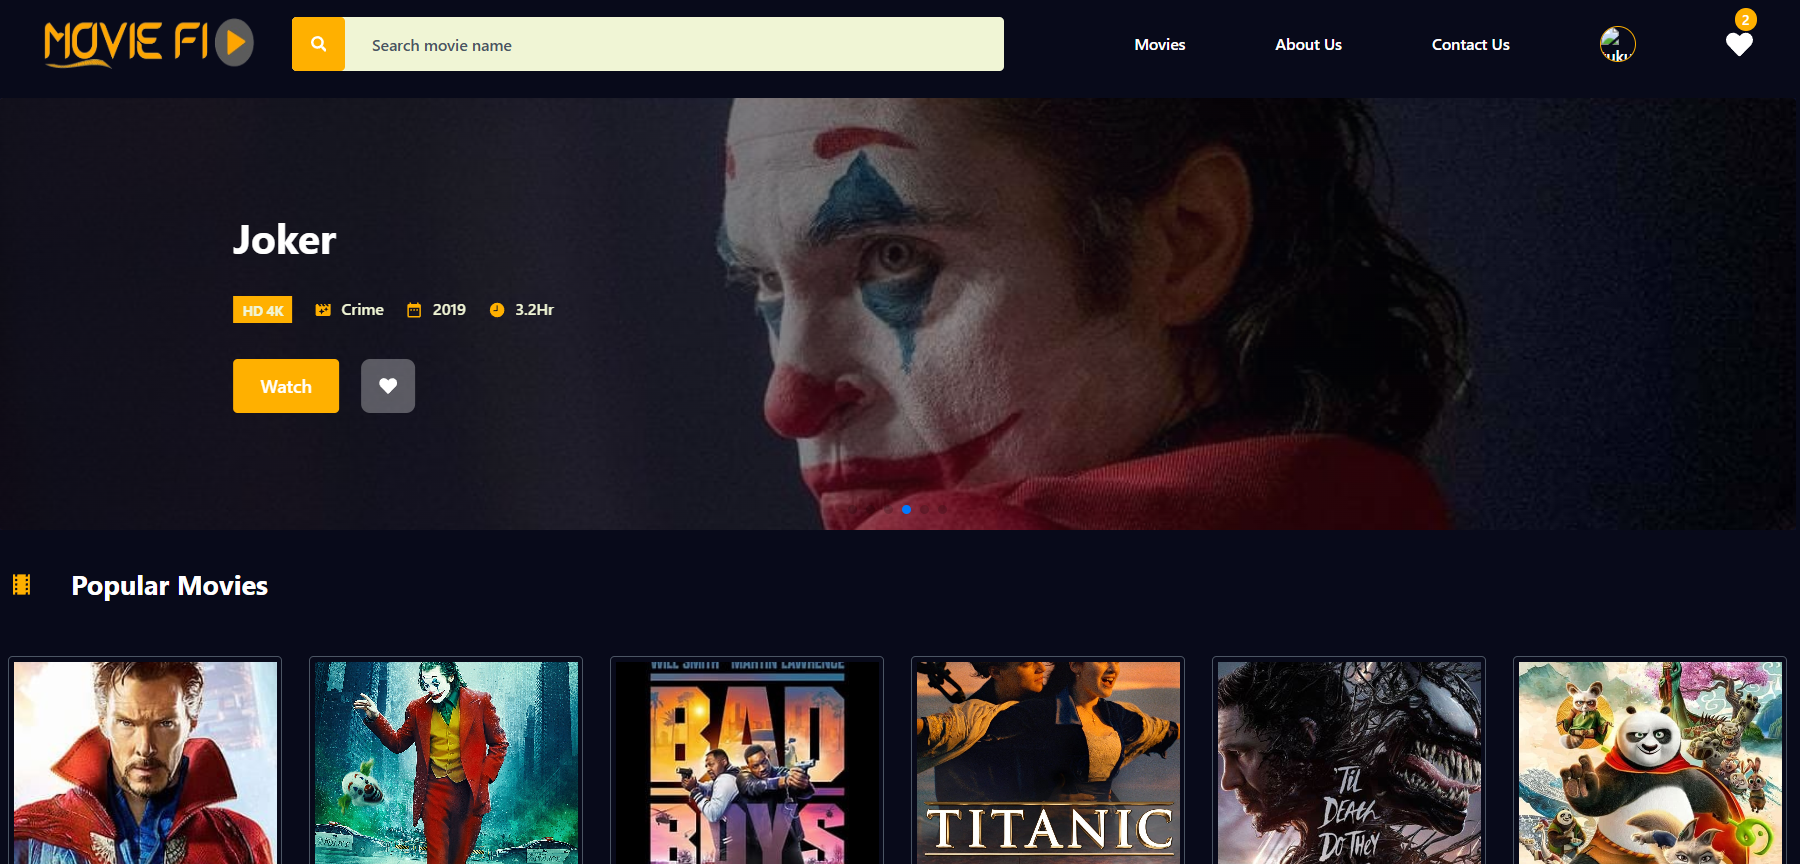 MOVIE FI
Search movie name
Movies
About Us
Contact Us
2
Joker
HD 4K
Crime
2019
3.2Hr
Watch
Popular Movies
WILL SMITH MARTIN LAWRENCE
BAD
BOYS
TITANIC
'TIL
DEATH
DO THEY